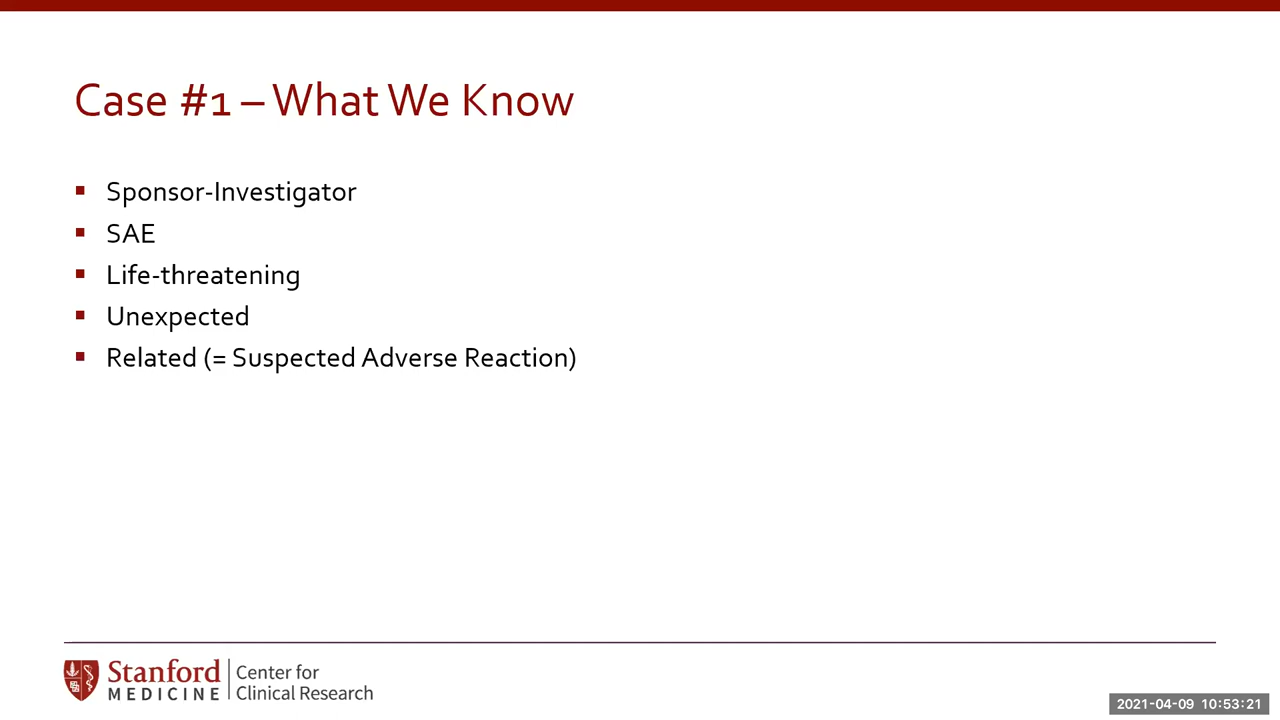 Case #1 – What We Know
Sponsor-Investigator
SAE
Life-threatening
Unexpected
Related (= Suspected Adverse Reaction)
Stanford
MEDICINE
Center for
Clinical Research
2021-04-09 10:53:21